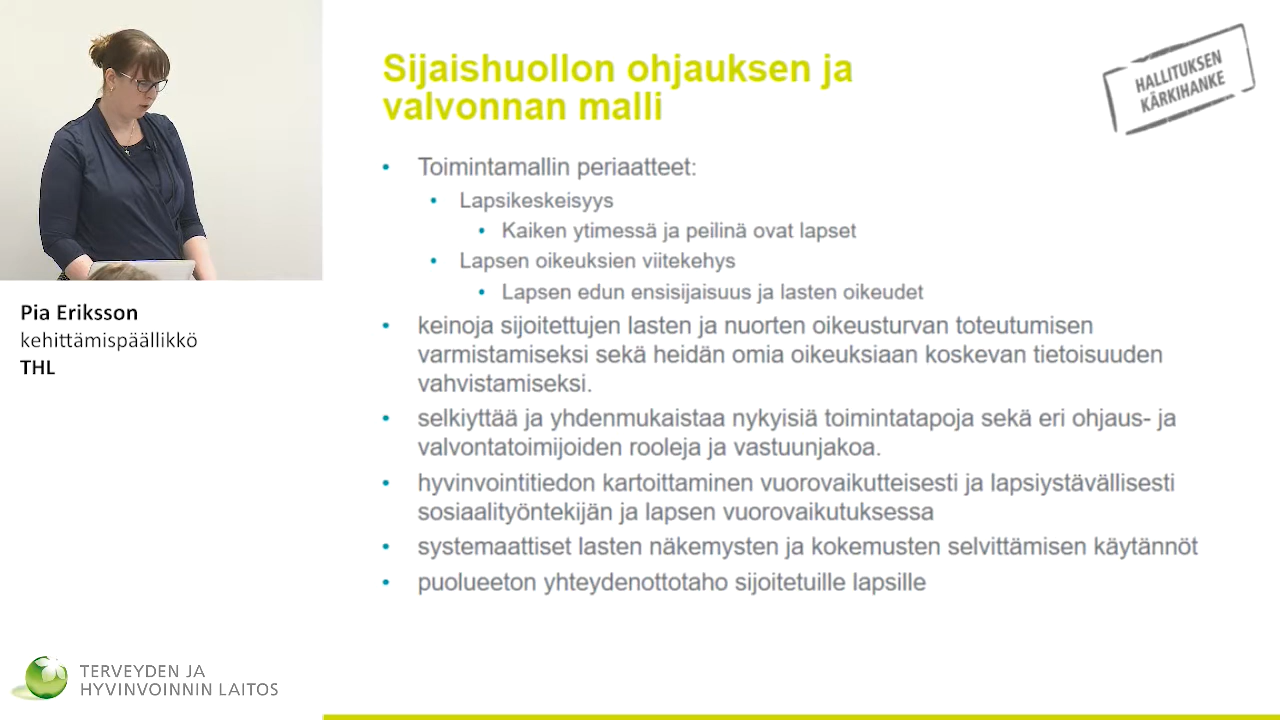 Sijaishuollon ohjauksen ja
valvonnan malli
HALLITUKSEN
KÄRKIHANKE
• Toimintamallin periaatteet:
• Lapsikeskeisyys
• Kaiken ytimessä ja peilinä ovat lapset
• Lapsen oikeuksien viitekehys
• Lapsen edun ensisijaisuus ja lasten oikeudet
• keinoja sijoitettujen lasten ja nuorten oikeusturvan toteutumisen
varmistamiseksi sekä heidän omia oikeuksiaan koskevan tietoisuuden
vahvistamiseksi.
• selkiyttää ja yhdenmukaistaa nykyisiä toimintatapoja sekä eri ohjaus- ja
valvontatoimijoiden rooleja ja vastuunjakoa.
• hyvinvointitiedon kartoittaminen vuorovaikutteisesti ja lapsiystävällisesti
sosiaalityöntekijän ja lapsen vuorovaikutuksessa
• systemaattiset lasten näkemysten ja kokemusten selvittämisen käytännöt
• puolueeton yhteydenottotaho sijoitetuille lapsille
Pia Eriksson
kehittämispäällikkö
THL
TERVEYDEN JA
HYVINVOINNIN LAITOS